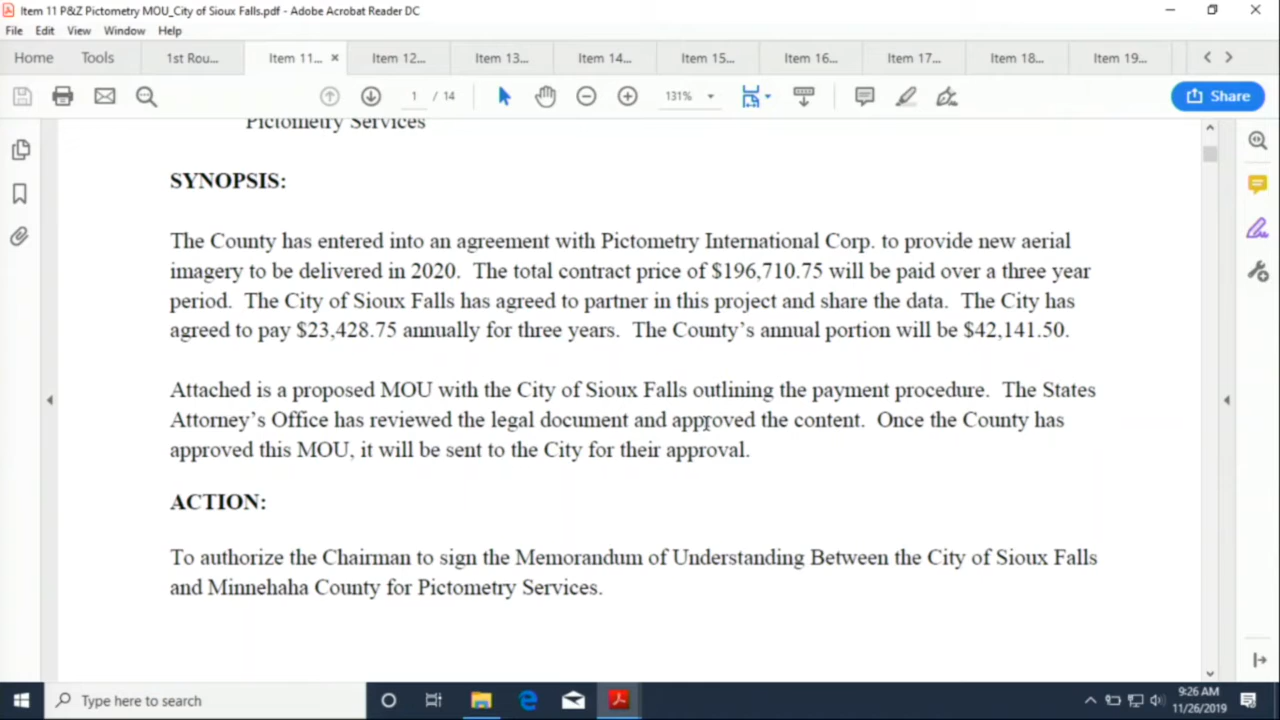 Item 11 P&Z Pictometry MOU_City of Sioux Falls.pdf - Adobe Acrobat Reader DC
File Edit View Window Help
Home Tools 1st Rou... Item 11... × Item 12... Item 13... Item 14... Item 15... Item 16... Item 17... Item 18... Item 19...
1 / 14 131% Share
Pictometry Services
SYNOPSIS:
The County has entered into an agreement with Pictometry International Corp. to provide new aerial
imagery to be delivered in 2020. The total contract price of $196,710.75 will be paid over a three year
period. The City of Sioux Falls has agreed to partner in this project and share the data. The City has
agreed to pay $23,428.75 annually for three years. The County’s annual portion will be $42,141.50.
Attached is a proposed MOU with the City of Sioux Falls outlining the payment procedure. The States
Attorney’s Office has reviewed the legal document and approved the content. Once the County has
approved this MOU, it will be sent to the City for their approval.
ACTION:
To authorize the Chairman to sign the Memorandum of Understanding Between the City of Sioux Falls
and Minnehaha County for Pictometry Services.
Type here to search
9:26 AM
11/26/2019